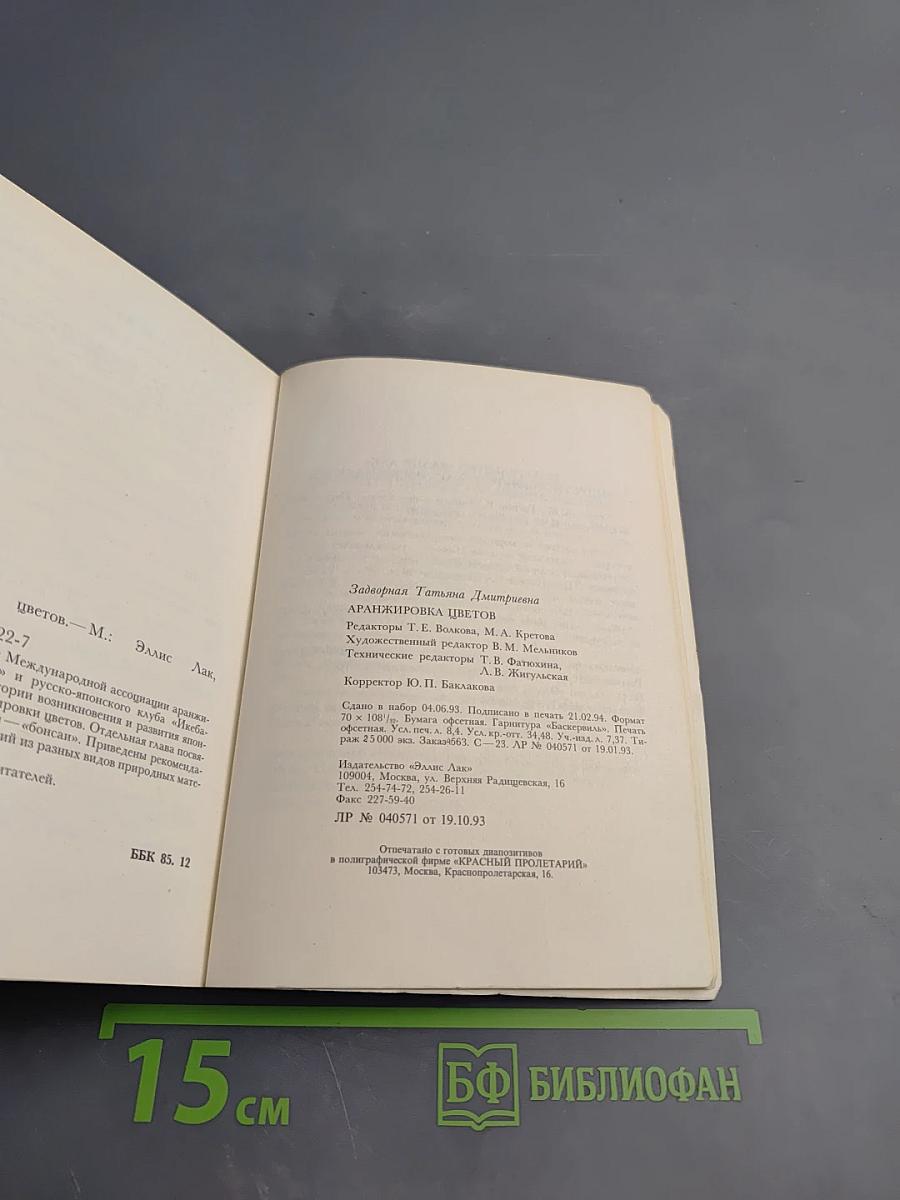 цветов.— М.: Эллис Лак,
22-7
Международной ассоциации аранжи-
» и русско-японского клуба «Икеба-
тории возникновения и развития япон-
ировки цветов. Отдельная глава посвя-
— «бонсаи». Приведены рекоменда-
ий из разных видов природных мате-
итателей.
ББК 85. 12
Задворная Татьяна Дмитриевна
АРАНЖИРОВКА ЦВЕТОВ
Редакторы Т. Е. Волкова, М. А. Кретова
Художественный редактор В. М. Мельников
Технические редакторы Т. В. Фатюхина,
Л. В. Жигульская
Корректор Ю. П. Баклакова
Сдано в набор 04.06.93. Подписано в печать 21.02.94. Формат
70 × 108¹/₃₂. Бумага офсетная. Гарнитура «Баскервиль». Печать
офсетная. Усл. печ. л. 8,4. Усл. кр.-отт. 34,48. Уч.-изд. л. 7,37. Ти-
раж 25 000 экз. Заказ 4563. С — 23. ЛР № 040571 от 19.01.93.
Издательство «Эллис Лак»
109004, Москва, ул. Верхняя Радищевская, 16
Тел. 254-74-72, 254-26-11
Факс 227-59-40
ЛР № 040571 от 19.10.93
Отпечатано с готовых диапозитивов
в полиграфической фирме «КРАСНЫЙ ПРОЛЕТАРИЙ»
103473, Москва, Краснопролетарская, 16.
15 см
БФ БИБЛИОФАН